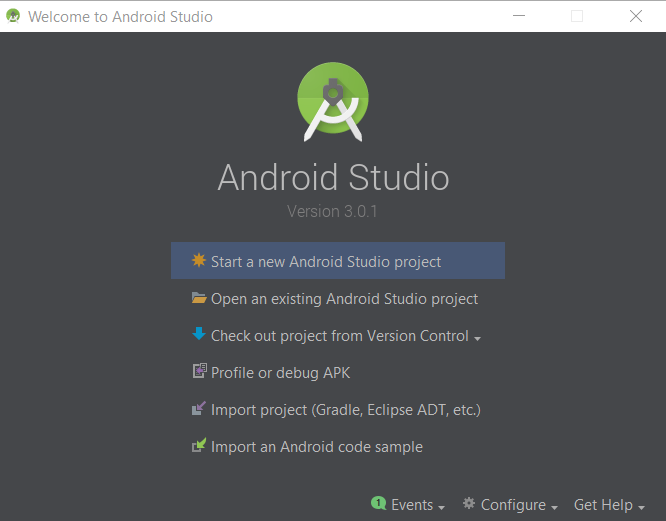 Welcome to Android Studio
Android Studio
Version 3.0.1
Start a new Android Studio project
Open an existing Android Studio project
Check out project from Version Control
Profile or debug APK
Import project (Gradle, Eclipse ADT, etc.)
Import an Android code sample
1 Events Configure Get Help